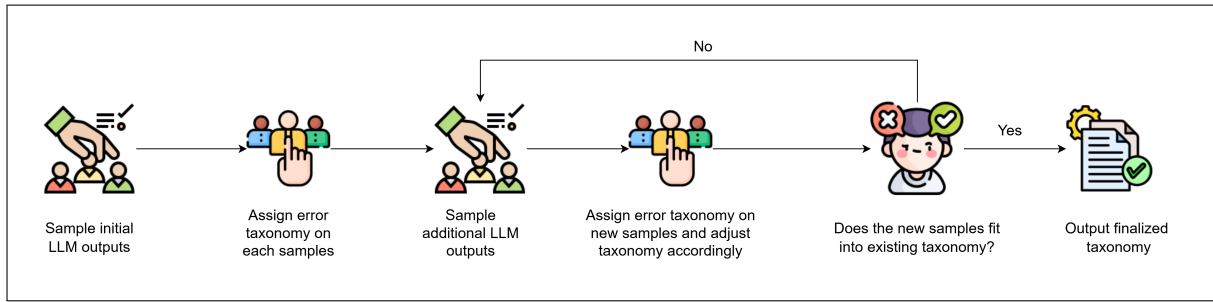 No
Yes
Sample initial
LLM outputs
Assign error
taxonomy on
each samples
Sample
additional LLM
outputs
Assign error taxonomy on
new samples and adjust
taxonomy accordingly
Does the new samples fit
into existing taxonomy?
Output finalized
taxonomy